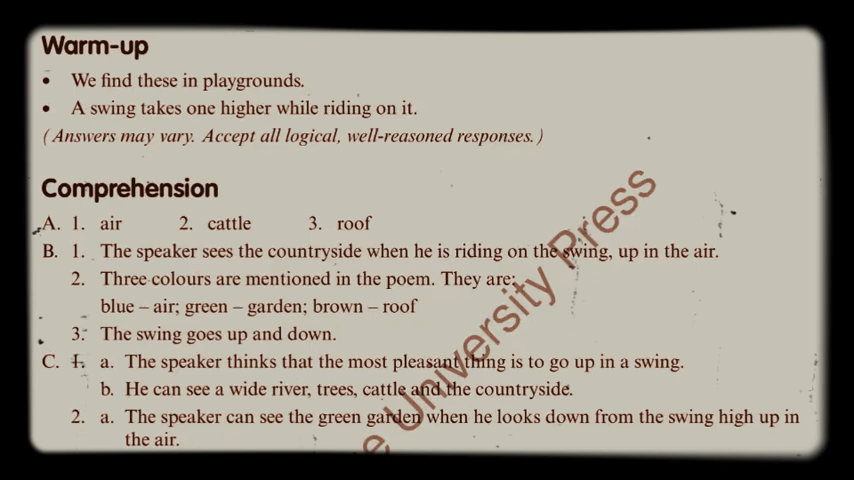 Warm-up
• We find these in playgrounds.
• A swing takes one higher while riding on it.
(Answers may vary. Accept all logical, well-reasoned responses.)
Comprehension
A. 1. air 2. cattle 3. roof
B. 1. The speaker sees the countryside when he is riding on the swing, up in the air.
2. Three colours are mentioned in the poem. They are:
blue – air; green – garden; brown – roof
3. The swing goes up and down.
C. 1. a. The speaker thinks that the most pleasant thing is to go up in a swing.
b. He can see a wide river, trees, cattle and the countryside.
2. a. The speaker can see the green garden when he looks down from the swing high up in
the air.
e University Press